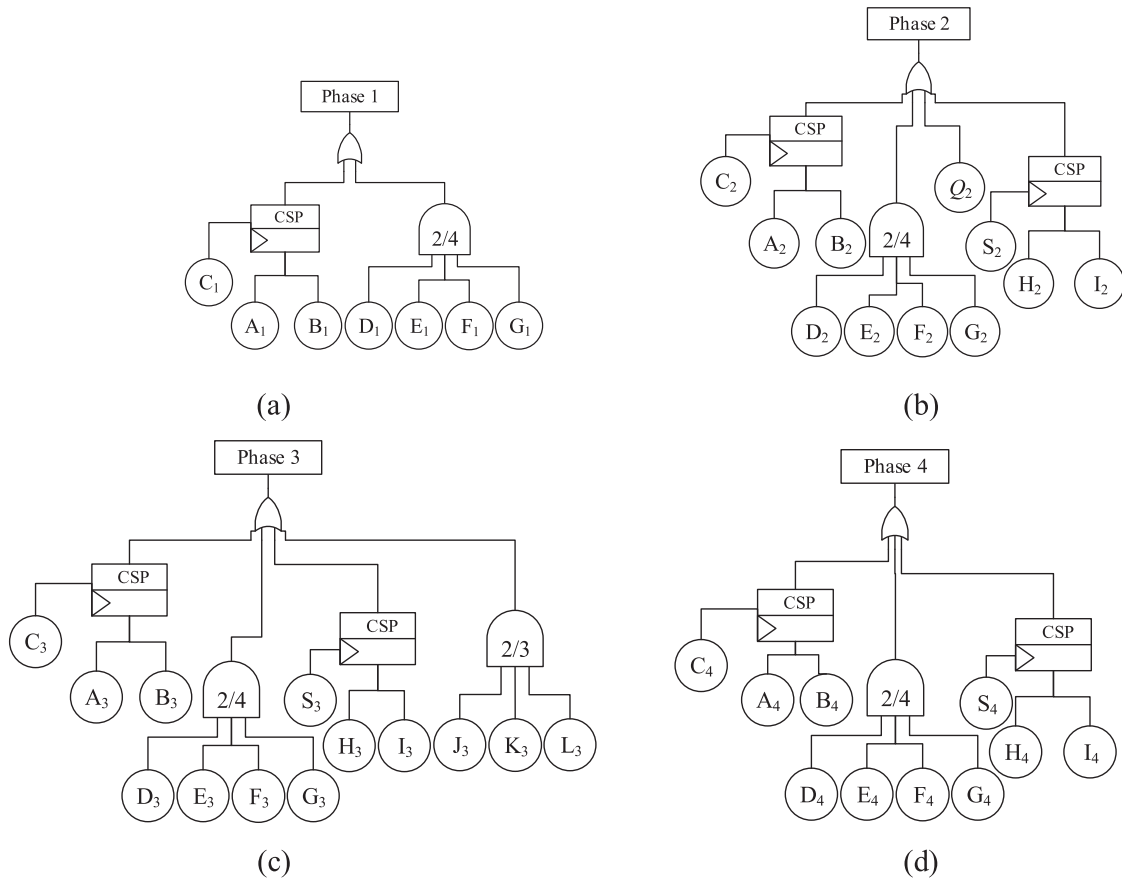 Phase 1
CSP
2/4
C1
A1 B1 D1 E1 F1 G1
(a)
Phase 2
CSP
C2
CSP
Q2
A2 B2 2/4 S2
H2 I2
D2 E2 F2 G2
(b)
Phase 3
CSP
C3
CSP
2/3
A3 B3 2/4 S3
H3 I3 J3 K3 L3
D3 E3 F3 G3
(c)
Phase 4
CSP
CSP
C4
A4 B4 2/4 S4
H4 I4
D4 E4 F4 G4
(d)